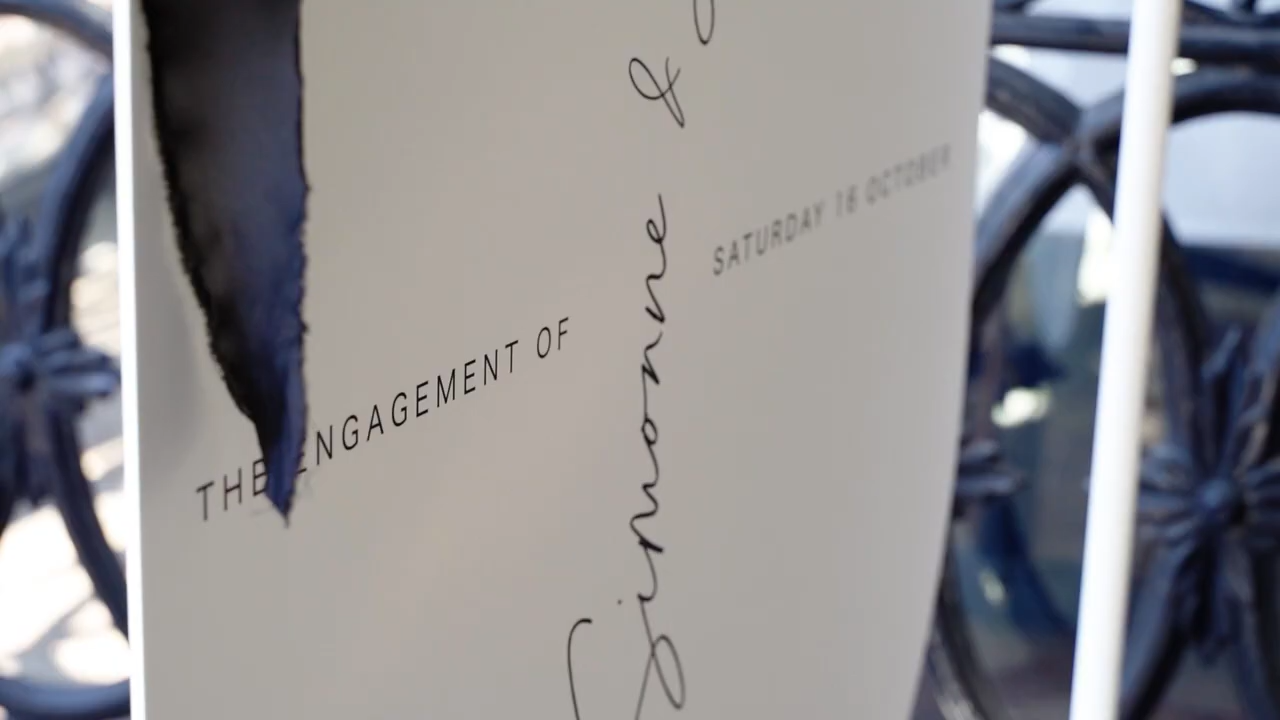 THE ENGAGEMENT OF
Simonne &
SATURDAY 16 OCTOBER